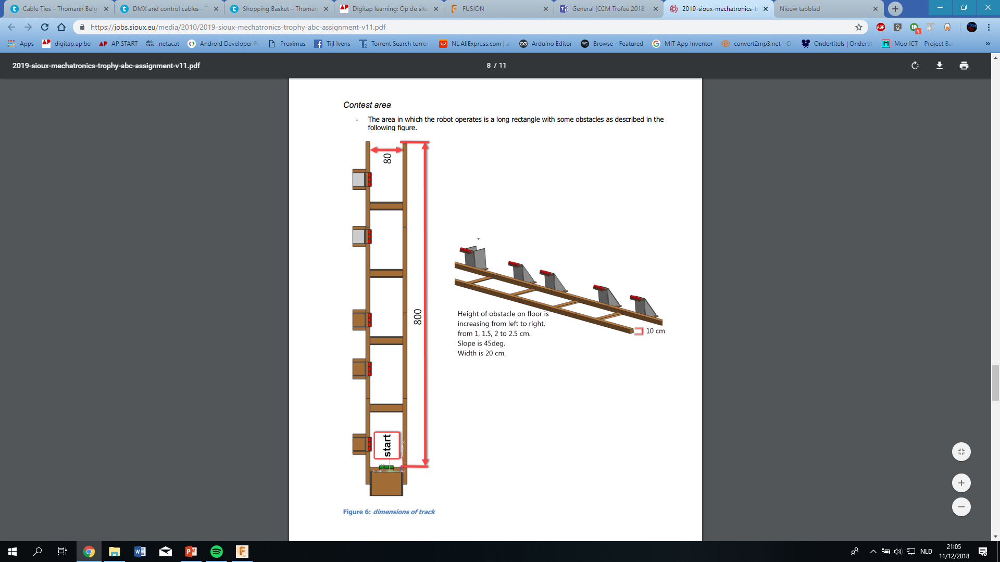 Cable Ties – Thomann Belgi
DMX and control cables – T
Shopping Basket – Thoman
Digitap learning: Op de site
FUSION
General (CCM Trofee 2018 -
2019-sioux-mechatronics-tr
Nieuw tabblad
https://jobs.sioux.eu/media/2010/2019-sioux-mechatronics-trophy-abc-assignment-v11.pdf
ABP
1
Apps
digitap.ap.be
AP START
netacat
Android Developer F
Proximus
Tijl Ivens
Torrent Search torren
NL.AliExpress.com | a
Arduino Editor
Browse - Featured
MIT App Inventor
convert2mp3.net - On
Ondertitels | Onderti
Moo ICT – Project Ba
»
2019-sioux-mechatronics-trophy-abc-assignment-v11.pdf
8 / 11
Contest area
- The area in which the robot operates is a long rectangle with some obstacles as described in the
following figure.
80
800
start
Height of obstacle on floor is
increasing from left to right,
from 1, 1.5, 2 to 2.5 cm.
Slope is 45deg.
Width is 20 cm.
10 cm
Figure 6: dimensions of track
NLD
21:05
11/12/2018